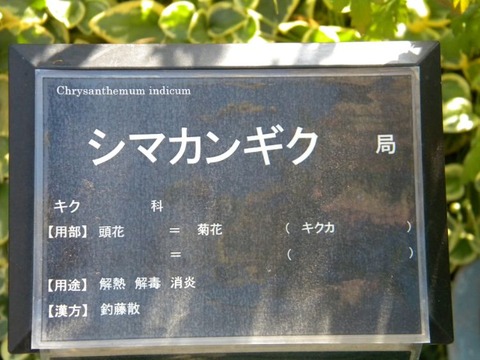 Chrysanthemum indicum
シマカンギク 局
キク 科
【用部】 頭花 = 菊花 ( キクカ )
= ( )
【用途】 解熱 解毒 消炎
【漢方】 釣藤散